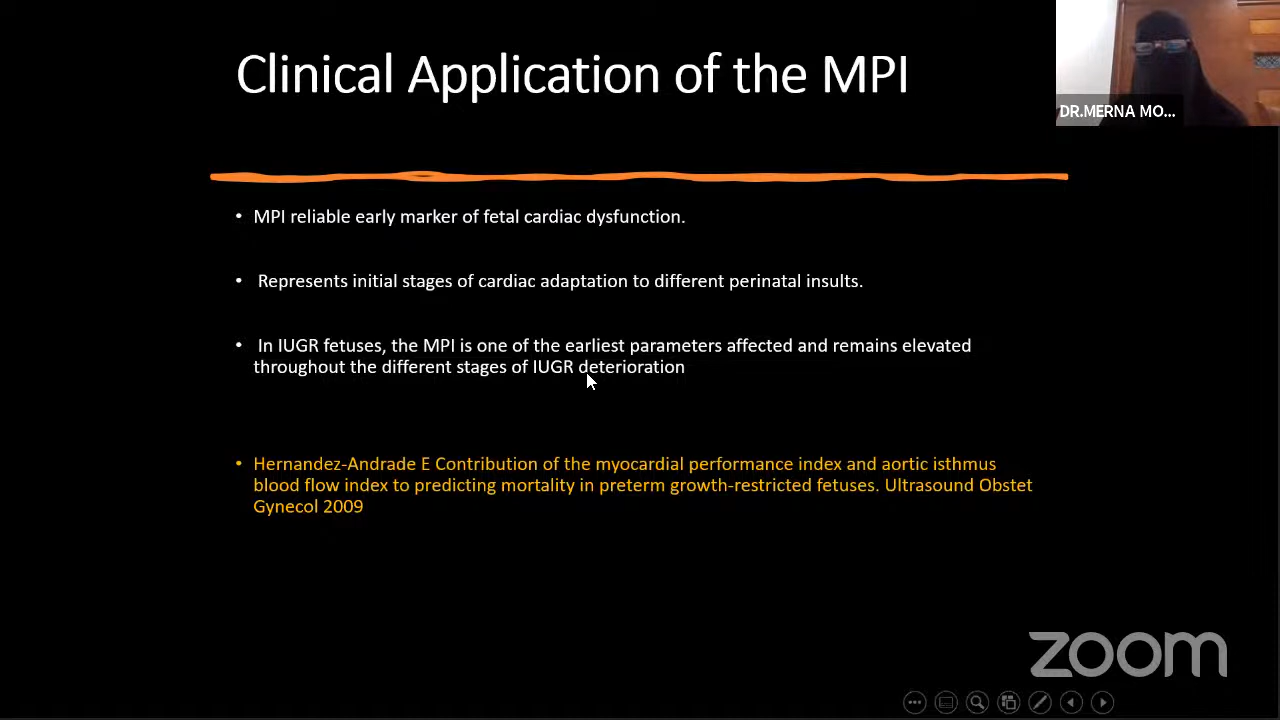 Clinical Application of the MPI
DR.MERNA MO...
• MPI reliable early marker of fetal cardiac dysfunction.
• Represents initial stages of cardiac adaptation to different perinatal insults.
• In IUGR fetuses, the MPI is one of the earliest parameters affected and remains elevated
throughout the different stages of IUGR deterioration
• Hernandez-Andrade E Contribution of the myocardial performance index and aortic isthmus
blood flow index to predicting mortality in preterm growth-restricted fetuses. Ultrasound Obstet
Gynecol 2009
zoom